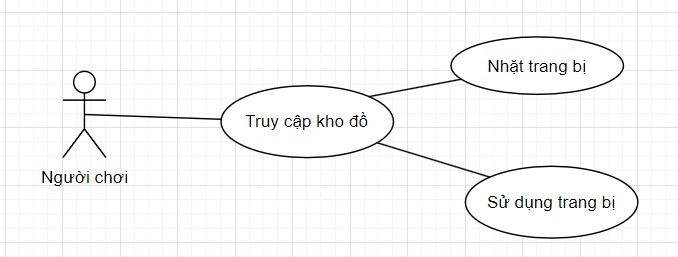 Nhặt trang bị
Truy cập kho đồ
Người chơi
Sử dụng trang bị